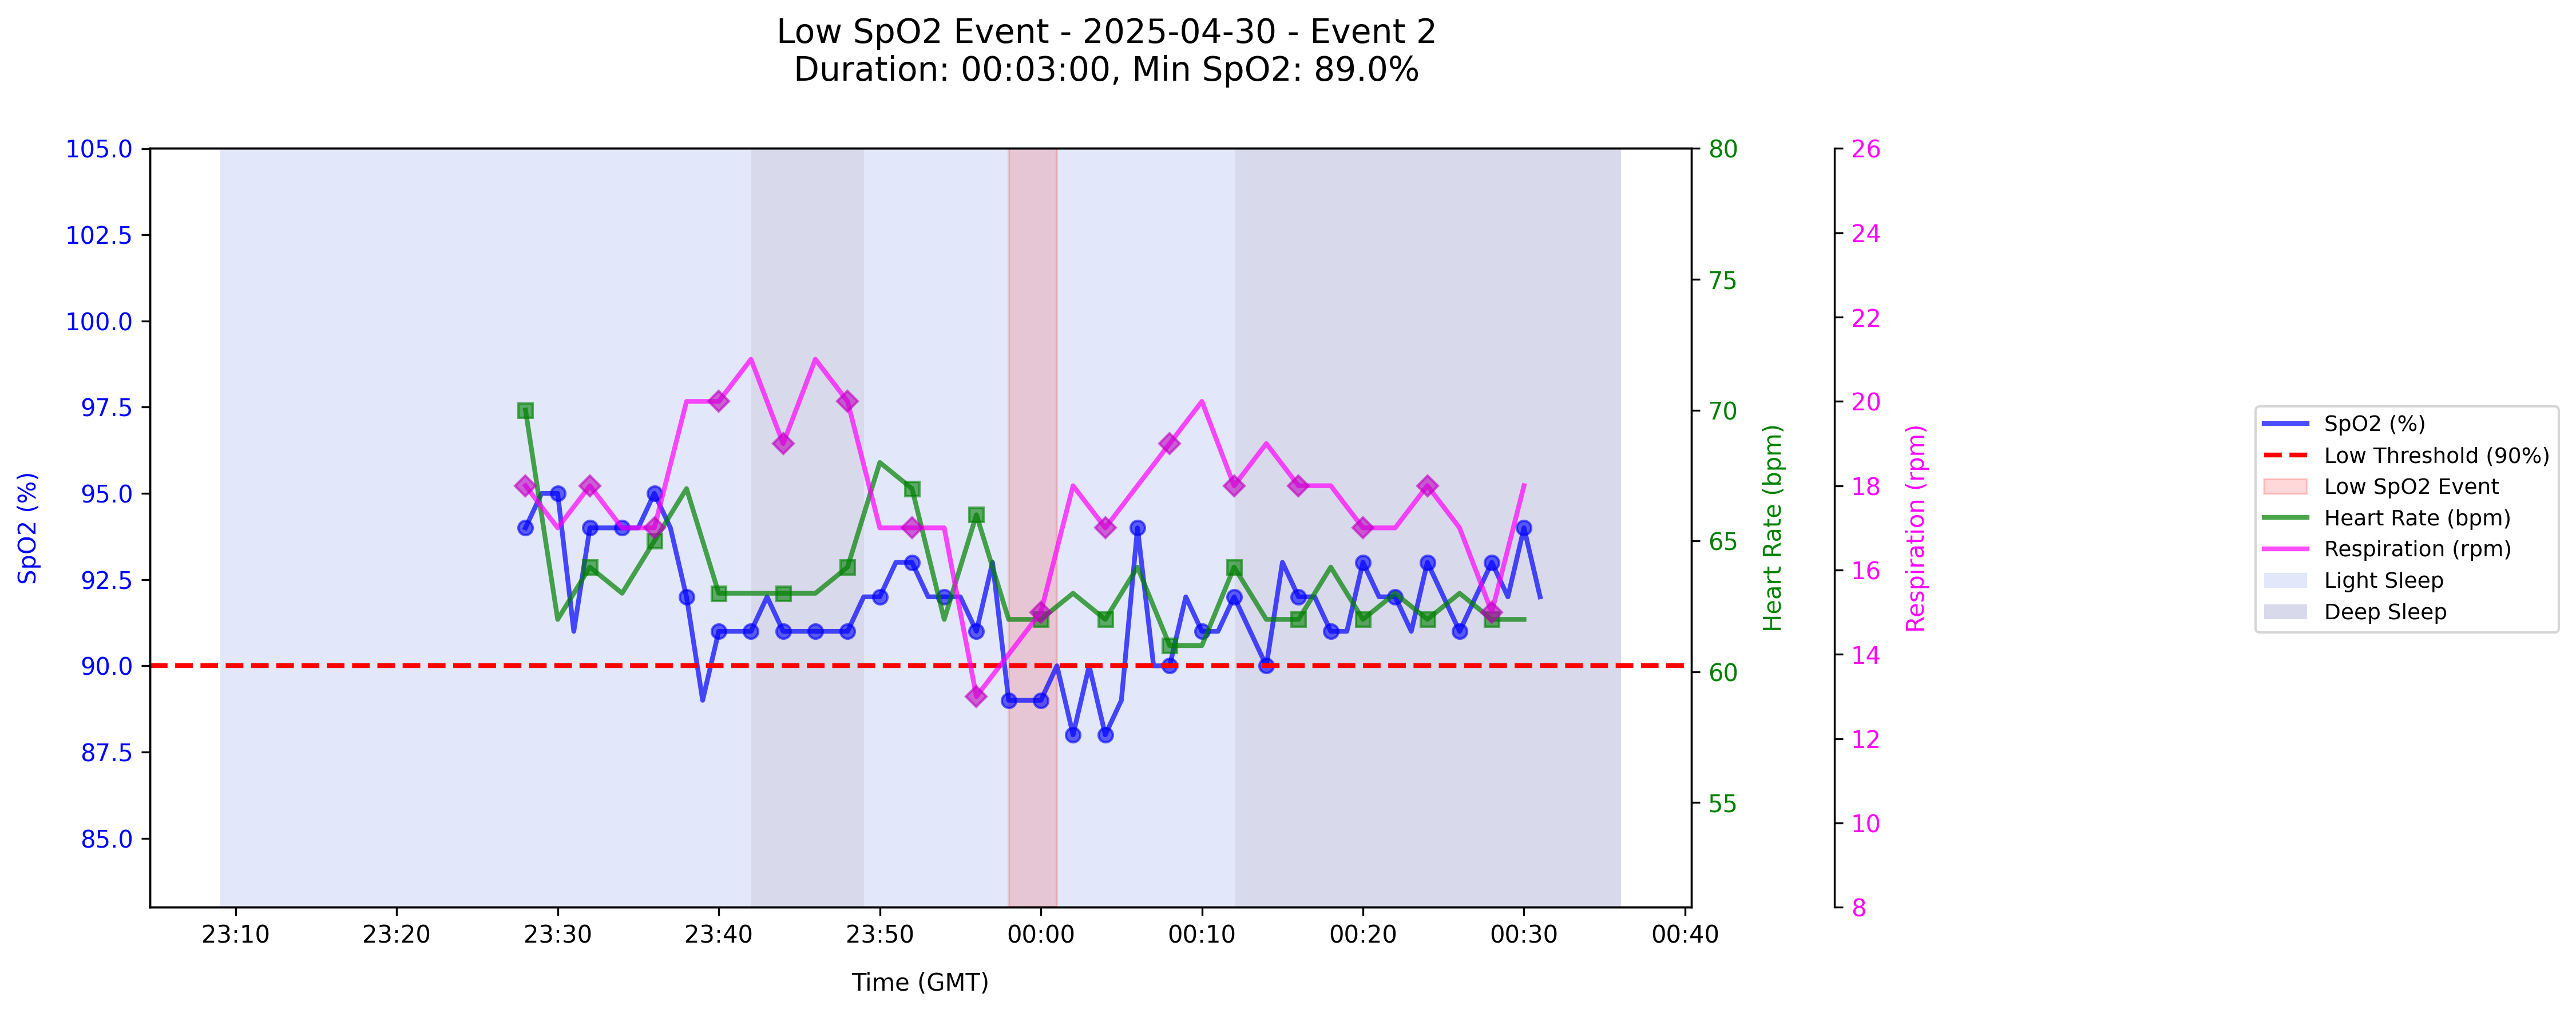 Low SpO2 Event - 2025-04-30 - Event 2
Duration: 00:03:00, Min SpO2: 89.0%
105.0
102.5
100.0
97.5
95.0
92.5
90.0
87.5
85.0
SpO2 (%)
23:10
23:20
23:30
23:40
23:50
00:00
00:10
00:20
00:30
00:40
Time (GMT)
80
75
70
65
60
55
Heart Rate (bpm)
26
24
22
20
18
16
14
12
10
8
Respiration (rpm)
SpO2 (%)
Low Threshold (90%)
Low SpO2 Event
Heart Rate (bpm)
Respiration (rpm)
Light Sleep
Deep Sleep